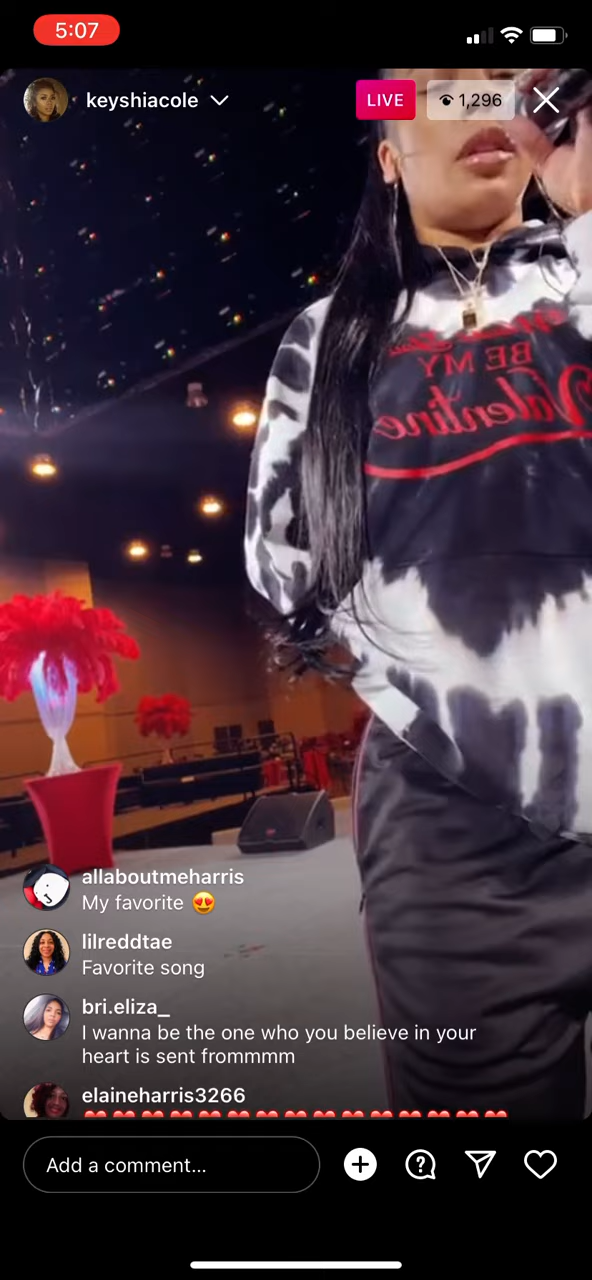 5:07
keyshiacole
LIVE
1,296
BE MY
Valentine
allaboutmeharris
My favorite 😍
lilreddtae
Favorite song
bri.eliza_
I wanna be the one who you believe in your
heart is sent frommmm
elaineharris3266
Add a comment...